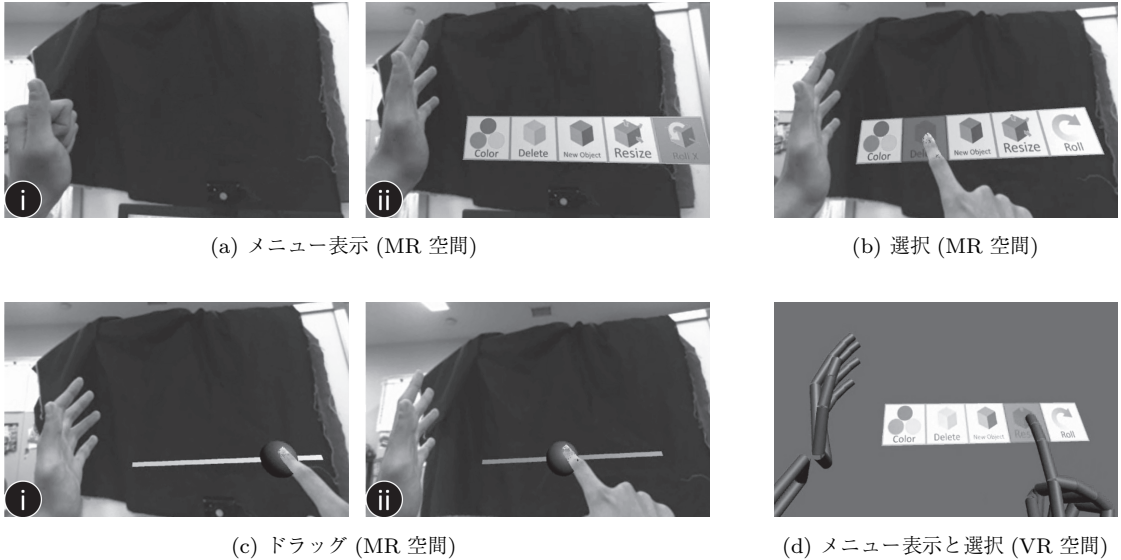 Color
Delete
New Object
Resize
Roll X
i
ii
Color
New Object
Resize
Roll
(a) メニュー表示 (MR 空間)
(b) 選択 (MR 空間)
i
ii
Color
Delete
New Object
Roll
(c) ドラッグ (MR 空間)
(d) メニュー表示と選択 (VR 空間)